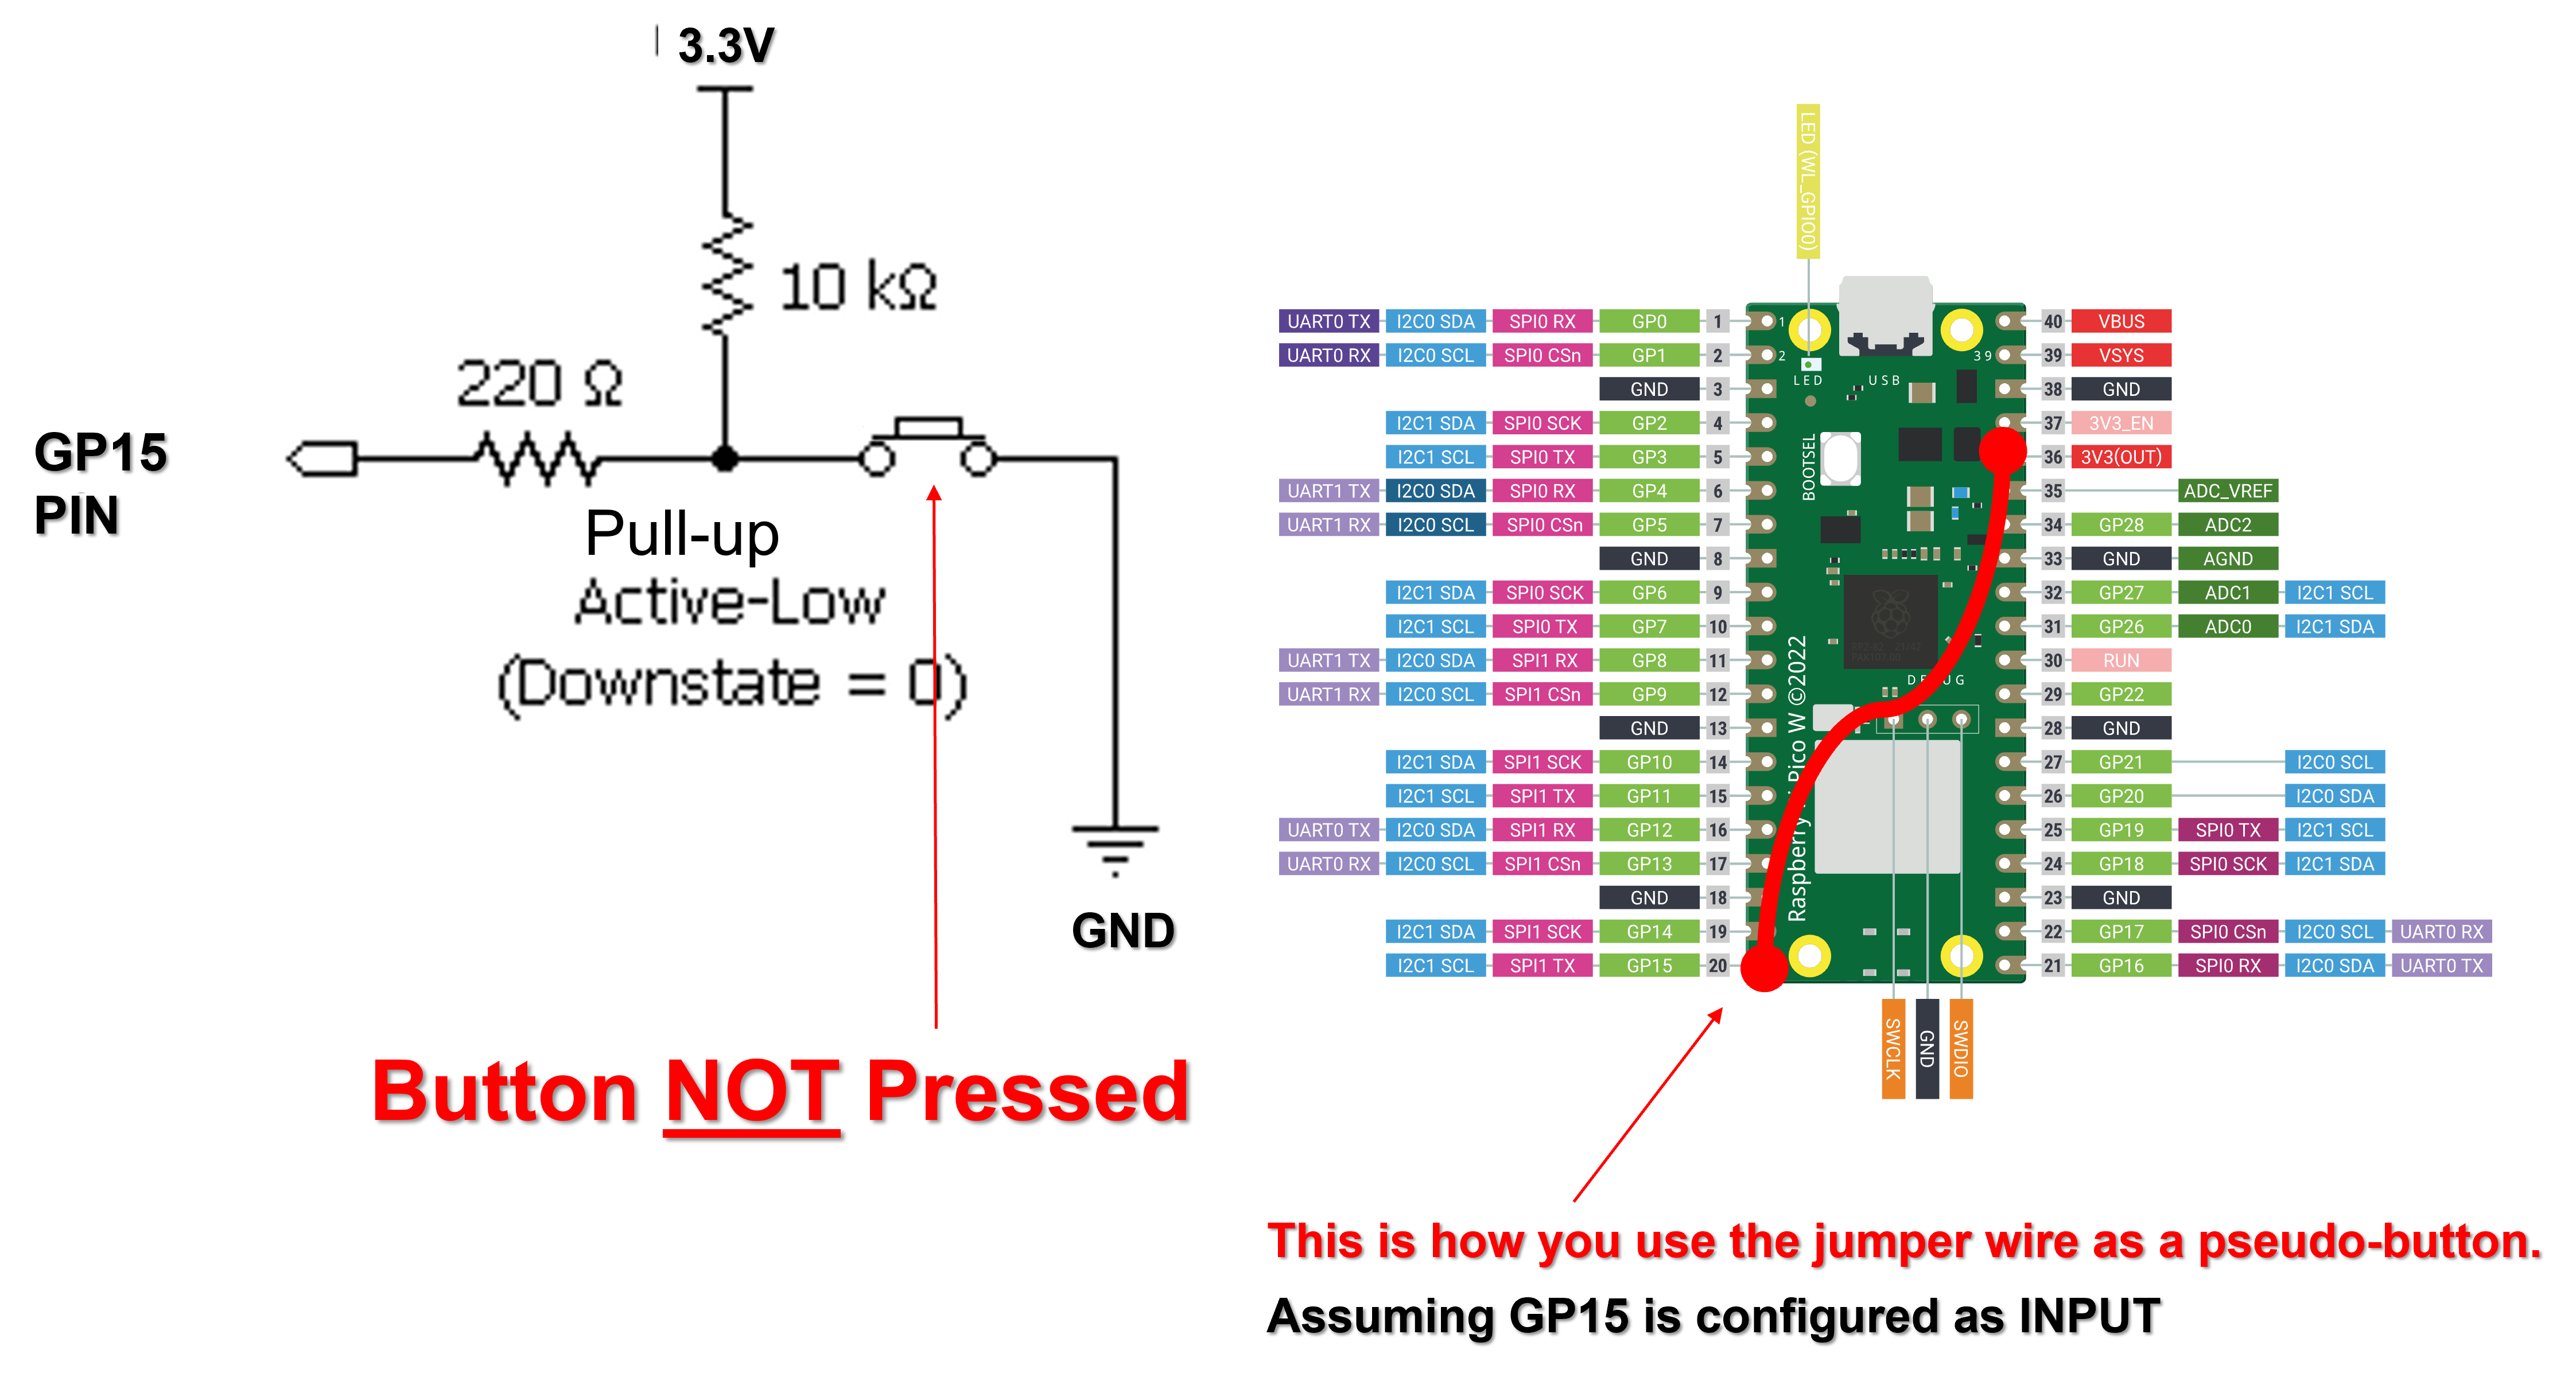 3.3V
10 kΩ
220 Ω
GP15
PIN
Pull-up
Active-Low
(Downstate = 0)
GND
Button NOT Pressed
LED (WL_GPIO0)
UART0 TX I2C0 SDA SPI0 RX GP0 1 1 40 VBUS
UART0 RX I2C0 SCL SPI0 CSn GP1 2 2 39 39 VSYS
LED USB
GND 3 38 GND
I2C1 SDA SPI0 SCK GP2 4 37 3V3_EN
I2C1 SCL SPI0 TX GP3 5 36 3V3(OUT)
BOOTSEL
UART1 TX I2C0 SDA SPI0 RX GP4 6 35 ADC_VREF
UART1 RX I2C0 SCL SPI0 CSn GP5 7 34 GP28 ADC2
GND 8 33 GND AGND
I2C1 SDA SPI0 SCK GP6 9 32 GP27 ADC1 I2C1 SCL
I2C1 SCL SPI0 TX GP7 10 31 GP26 ADC0 I2C1 SDA
UART1 TX I2C0 SDA SPI1 RX GP8 11 30 RUN
UART1 RX I2C0 SCL SPI1 CSn GP9 12 29 GP22
GND 13 28 GND
I2C1 SDA SPI1 SCK GP10 14 27 GP21 I2C0 SCL
I2C1 SCL SPI1 TX GP11 15 26 GP20 I2C0 SDA
UART0 TX I2C0 SDA SPI1 RX GP12 16 25 GP19 SPI0 TX I2C1 SCL
UART0 RX I2C0 SCL SPI1 CSn GP13 17 24 GP18 SPI0 SCK I2C1 SDA
GND 18 23 GND
I2C1 SDA SPI1 SCK GP14 19 22 GP17 SPI0 CSn I2C0 SCL UART0 RX
I2C1 SCL SPI1 TX GP15 20 21 GP16 SPI0 RX I2C0 SDA UART0 TX
Raspberry Pico W ©2022
SWCLK GND SWDIO
This is how you use the jumper wire as a pseudo-button.
Assuming GP15 is configured as INPUT